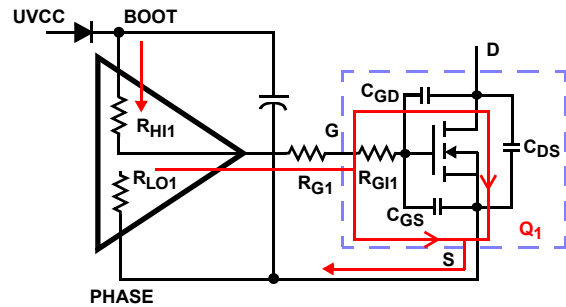 UVCC
BOOT
D
CGD
RHI1
G
CDS
RLO1
RG1
RGI1
CGS
Q1
S
PHASE